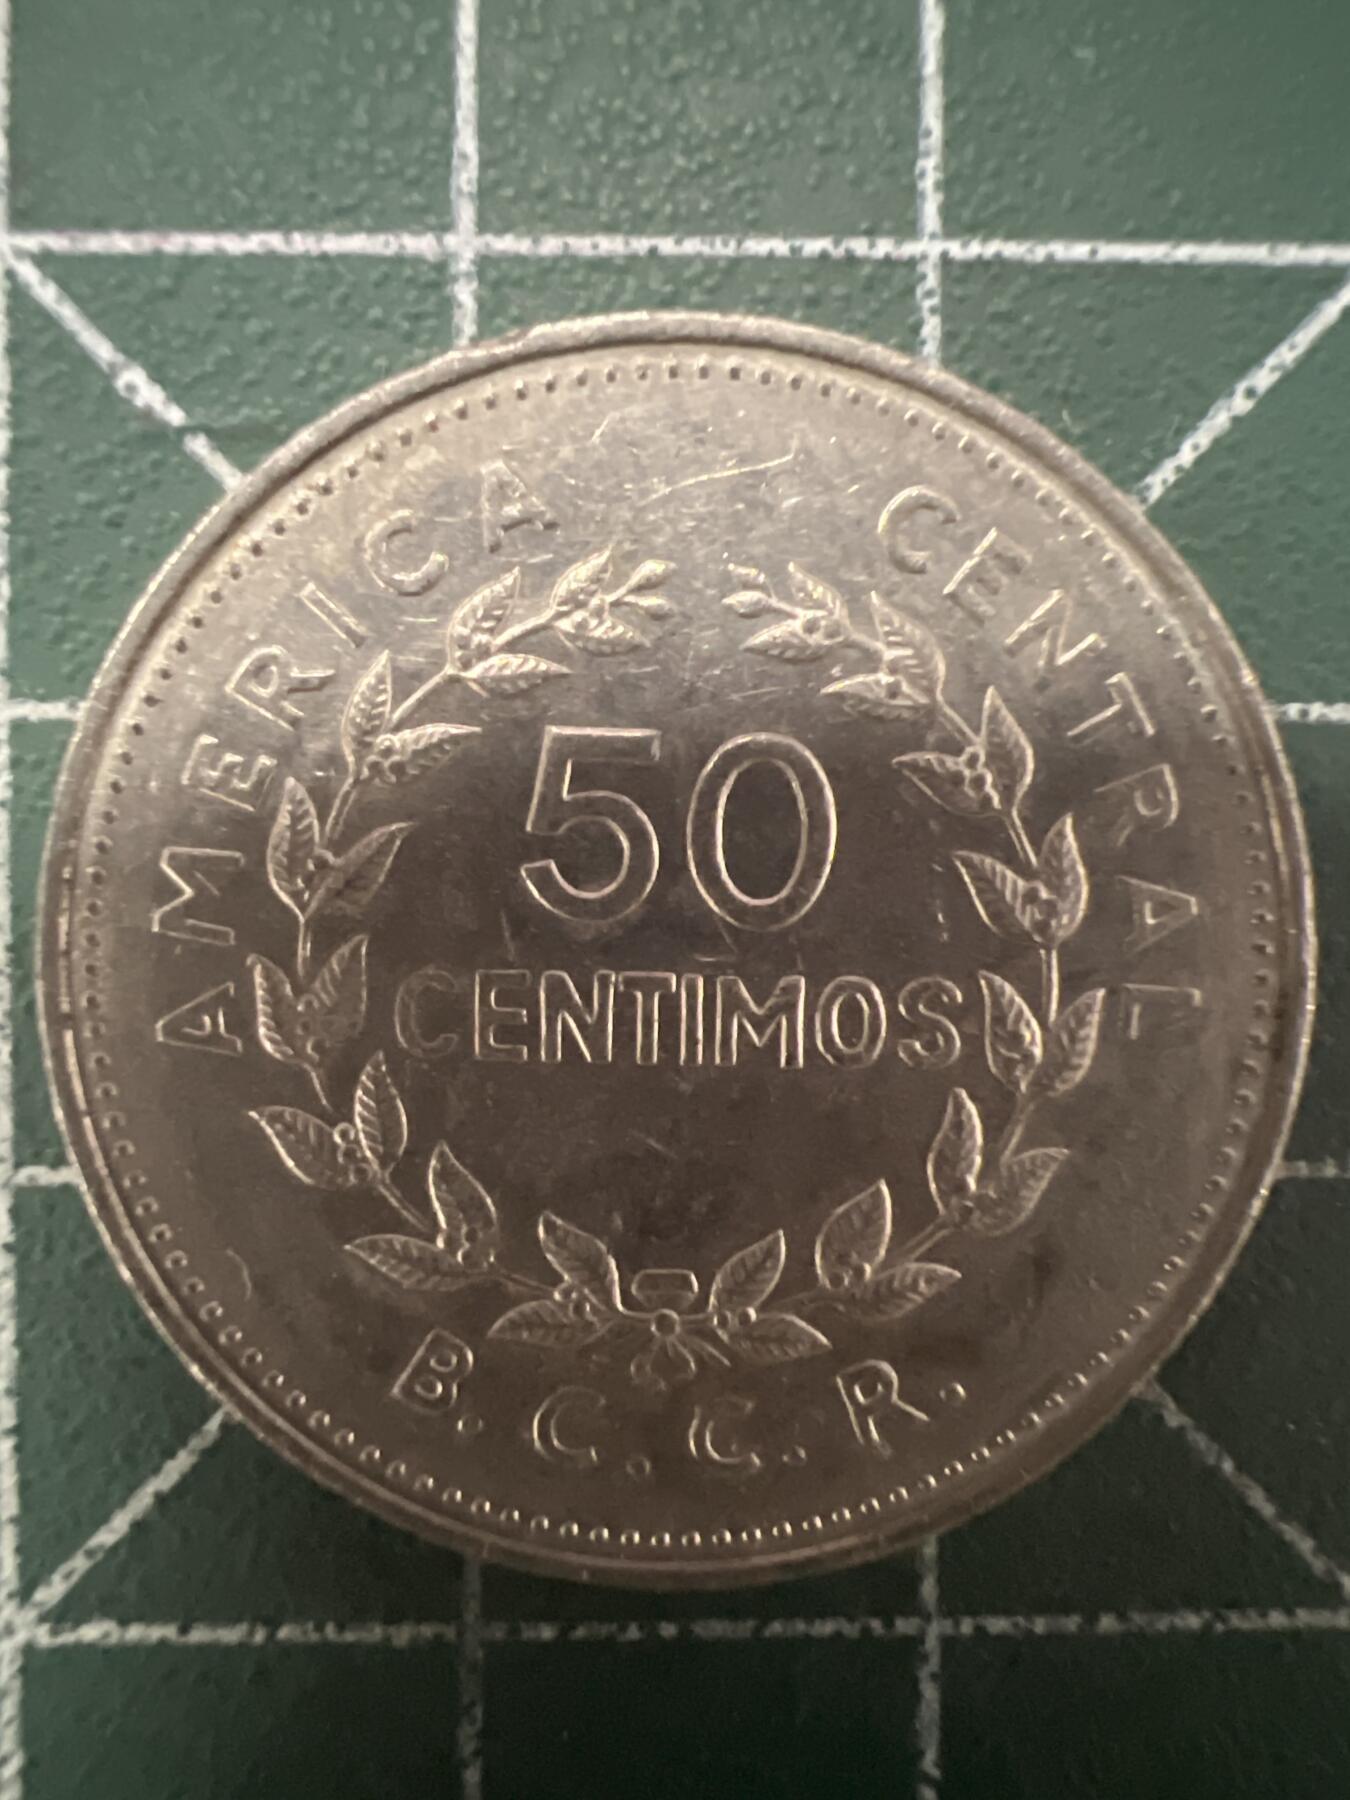 AMERICA CENTRAL
50
CENTIMOS
B.C.C.R.